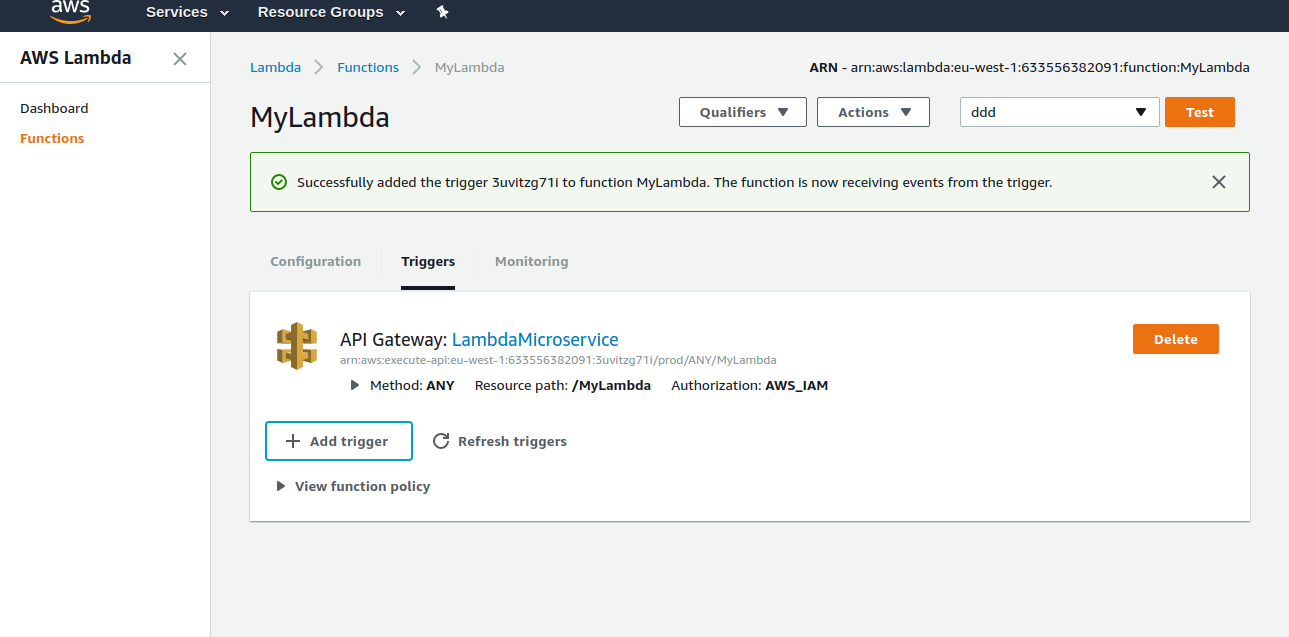 aws Services Resource Groups
AWS Lambda
Dashboard
Functions
Lambda Functions MyLambda
ARN - arn:aws:lambda:eu-west-1:633556382091:function:MyLambda
MyLambda
Qualifiers Actions ddd Test
Successfully added the trigger 3uvitzg71i to function MyLambda. The function is now receiving events from the trigger.
Configuration Triggers Monitoring
API Gateway: LambdaMicroservice
Delete
arn:aws:execute-api:eu-west-1:633556382091:3uvitzg71i/prod/ANY/MyLambda
Method: ANY Resource path: /MyLambda Authorization: AWS_IAM
Add trigger Refresh triggers
View function policy